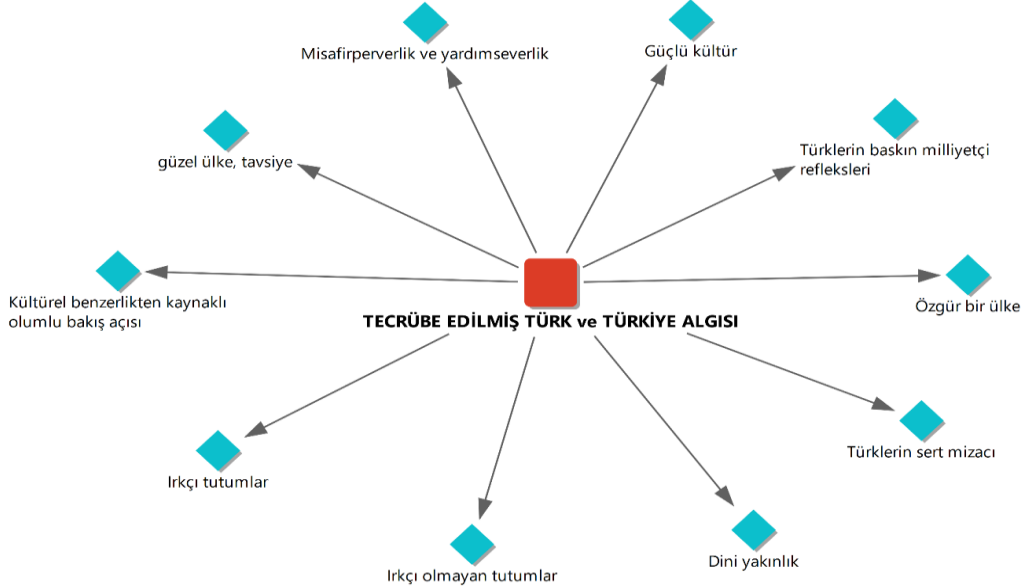 Misafirperverlik ve yardımseverlik
Güçlü kültür
güzel ülke, tavsiye
Türklerin baskın milliyetçi
refleksleri
Kültürel benzerlikten kaynaklı
olumlu bakış açısı
Özgür bir ülke
TECRÜBE EDİLMİŞ TÜRK ve TÜRKİYE ALGISI
Irkçı tutumlar
Türklerin sert mizacı
Irkçı olmayan tutumlar
Dini yakınlık